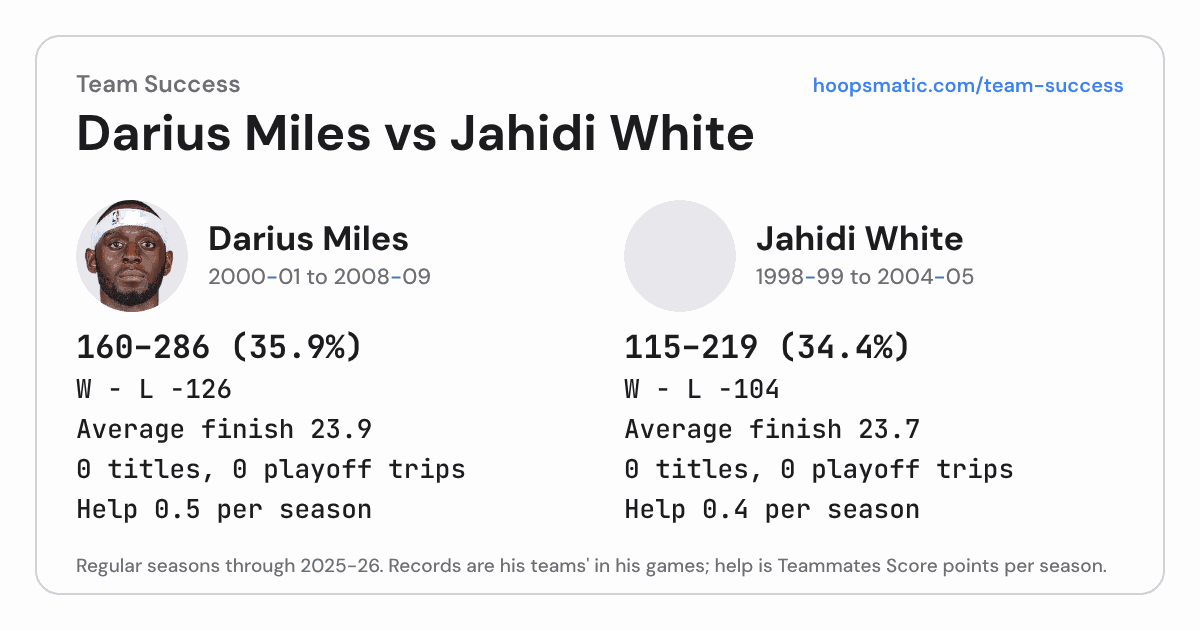 Team Success
hoopsmatic.com/team-success
Darius Miles vs Jahidi White
Darius Miles
2000-01 to 2008-09
160-286 (35.9%)
W - L -126
Average finish 23.9
0 titles, 0 playoff trips
Help 0.5 per season
Jahidi White
1998-99 to 2004-05
115-219 (34.4%)
W - L -104
Average finish 23.7
0 titles, 0 playoff trips
Help 0.4 per season
Regular seasons through 2025-26. Records are his teams' in his games; help is Teammates Score points per season.